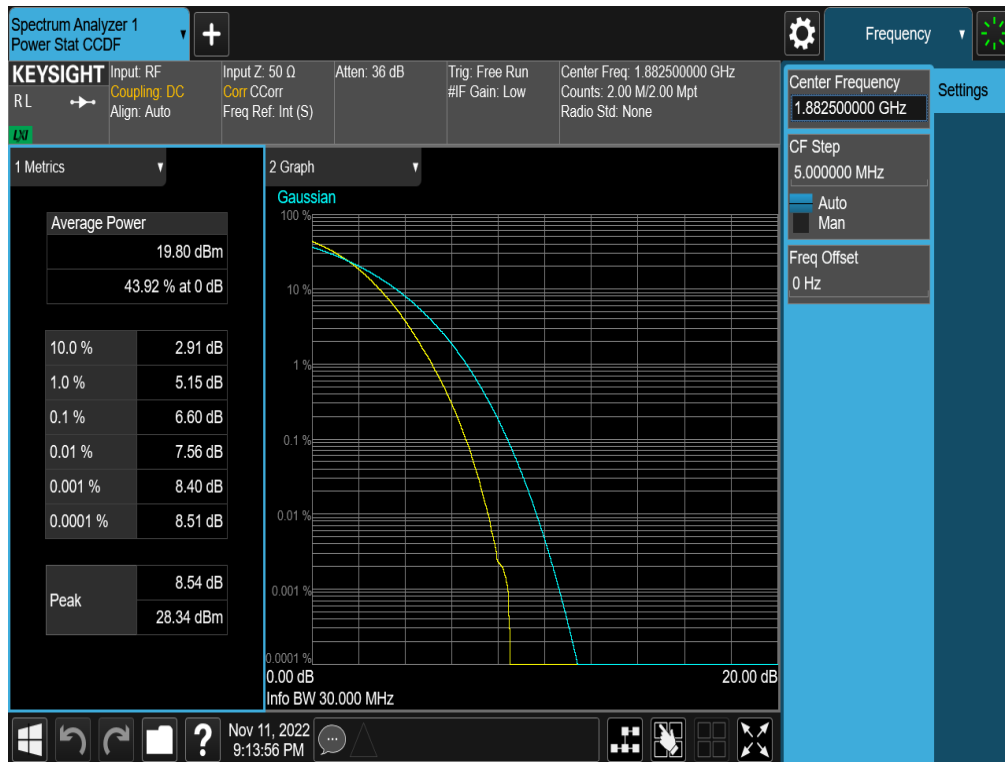 Spectrum Analyzer 1
Power Stat CCDF
+
Frequency
KEYSIGHT
RL
LXI
Input: RF
Coupling: DC
Align: Auto
Input Z: 50 Ω
Corr CCorr
Freq Ref: Int (S)
Atten: 36 dB
Trig: Free Run
#IF Gain: Low
Center Freq: 1.882500000 GHz
Counts: 2.00 M/2.00 Mpt
Radio Std: None
Center Frequency
1.882500000 GHz
Settings
CF Step
5.000000 MHz
Auto
Man
Freq Offset
0 Hz
1 Metrics
Average Power
19.80 dBm
43.92 % at 0 dB
10.0 % 2.91 dB
1.0 % 5.15 dB
0.1 % 6.60 dB
0.01 % 7.56 dB
0.001 % 8.40 dB
0.0001 % 8.51 dB
Peak
8.54 dB
28.34 dBm
2 Graph
Gaussian
100 %
10 %
1 %
0.1 %
0.01 %
0.001 %
0.0001 %
0.00 dB 20.00 dB
Info BW 30.000 MHz
?
Nov 11, 2022
9:13:56 PM